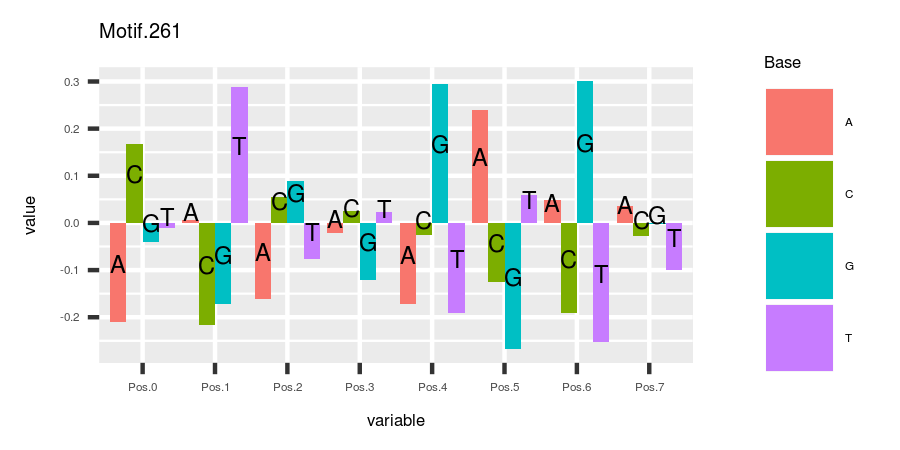 Motif.261
Base
A
C
G
T
value
0.3
0.2
0.1
0.0
-0.1
-0.2
A C G T A C G T A C G T A C G T A C G T A C G T A C G T A C G T
Pos.0 Pos.1 Pos.2 Pos.3 Pos.4 Pos.5 Pos.6 Pos.7
variable